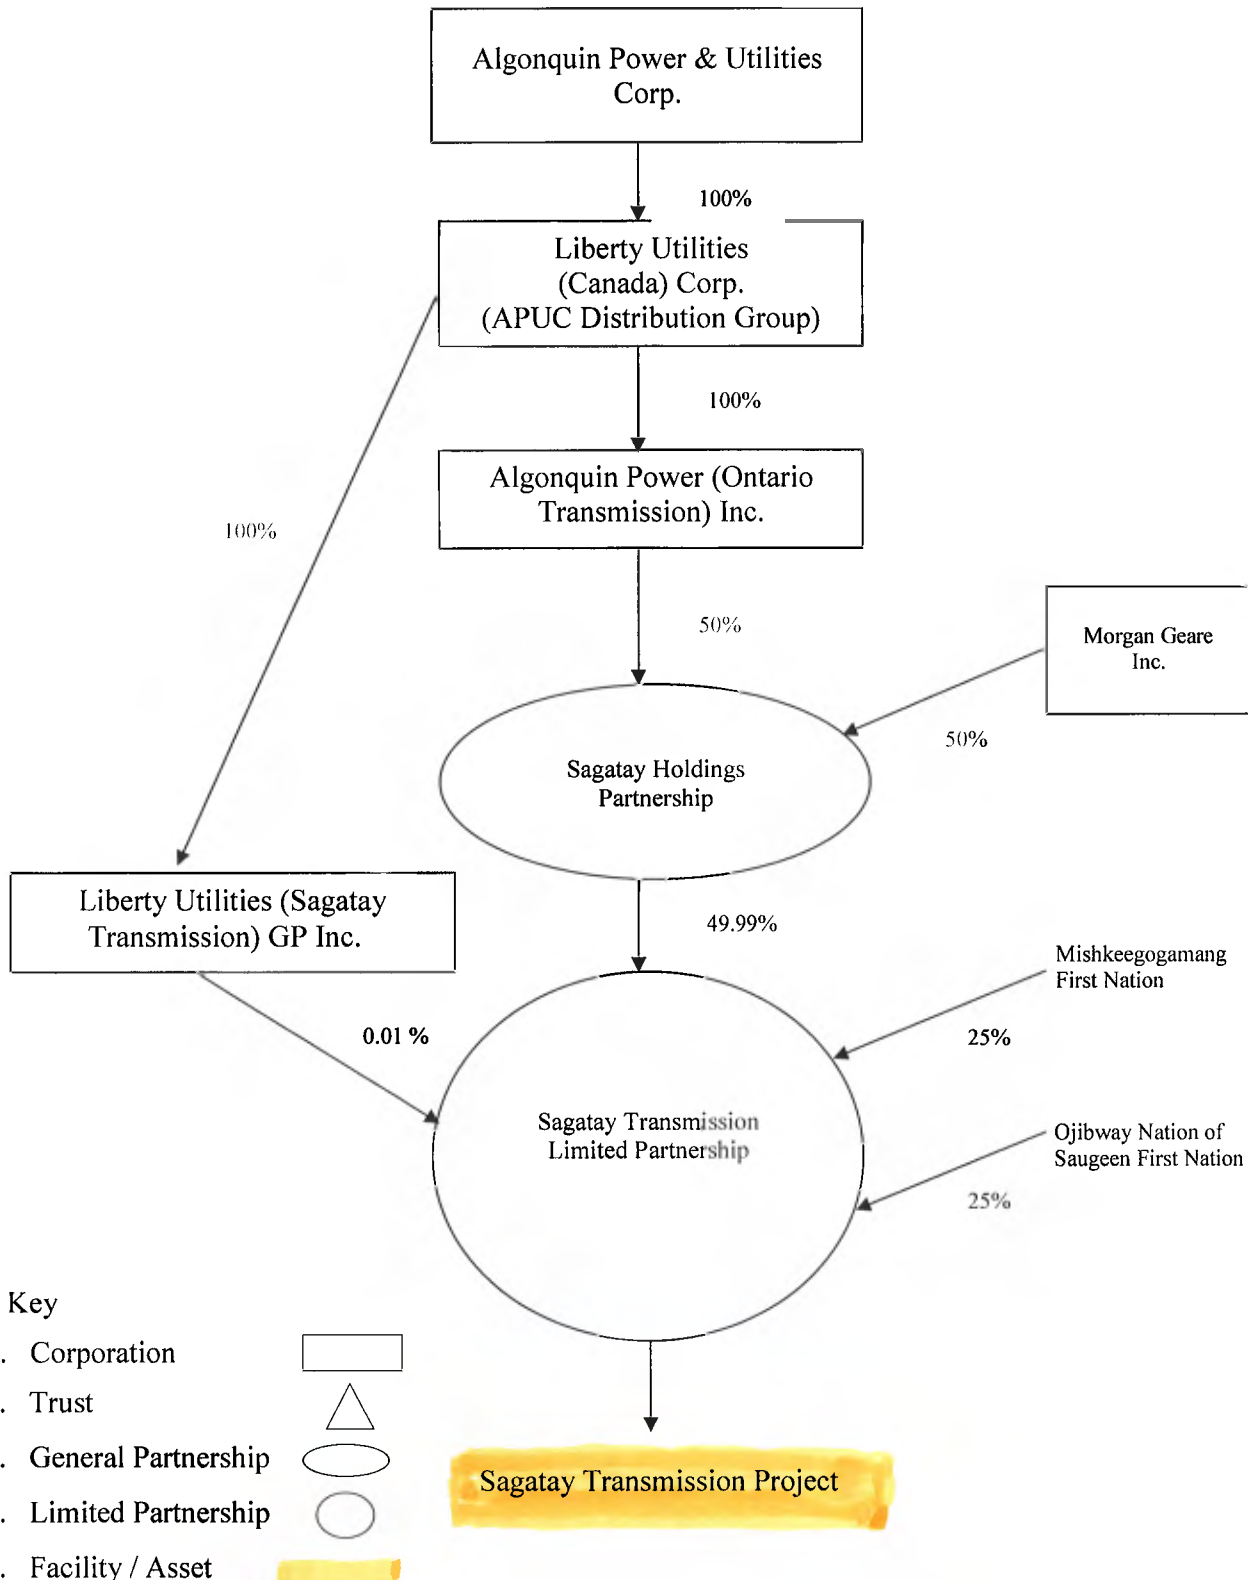 Algonquin Power & Utilities
Corp.
100%
Liberty Utilities
(Canada) Corp.
(APUC Distribution Group)
100%
Algonquin Power (Ontario
Transmission) Inc.
100%
50%
Morgan Geare
Inc.
50%
Sagatay Holdings
Partnership
Liberty Utilities (Sagatay
Transmission) GP Inc.
49.99%
Mishkeegogamang
First Nation
0.01 %
25%
Sagatay Transmission
Limited Partnership
Ojibway Nation of
Saugeen First Nation
25%
Key
. Corporation
. Trust
. General Partnership
. Limited Partnership
. Facility / Asset
Sagatay Transmission Project